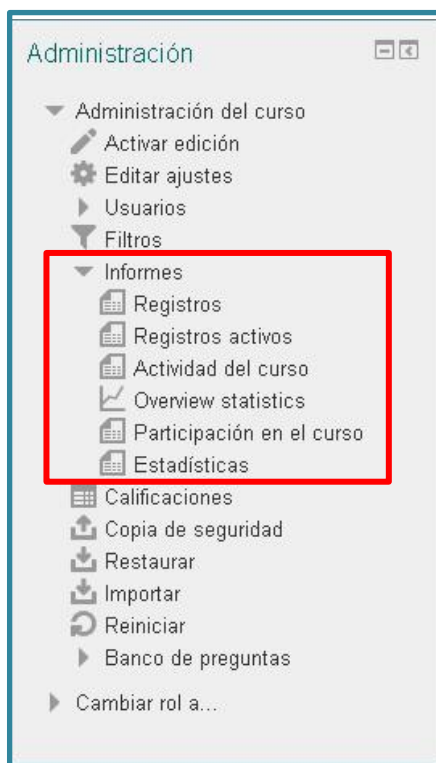 Administración
Administración del curso
Activar edición
Editar ajustes
Usuarios
Filtros
Informes
Registros
Registros activos
Actividad del curso
Overview statistics
Participación en el curso
Estadísticas
Calificaciones
Copia de seguridad
Restaurar
Importar
Reiniciar
Banco de preguntas
Cambiar rol a...